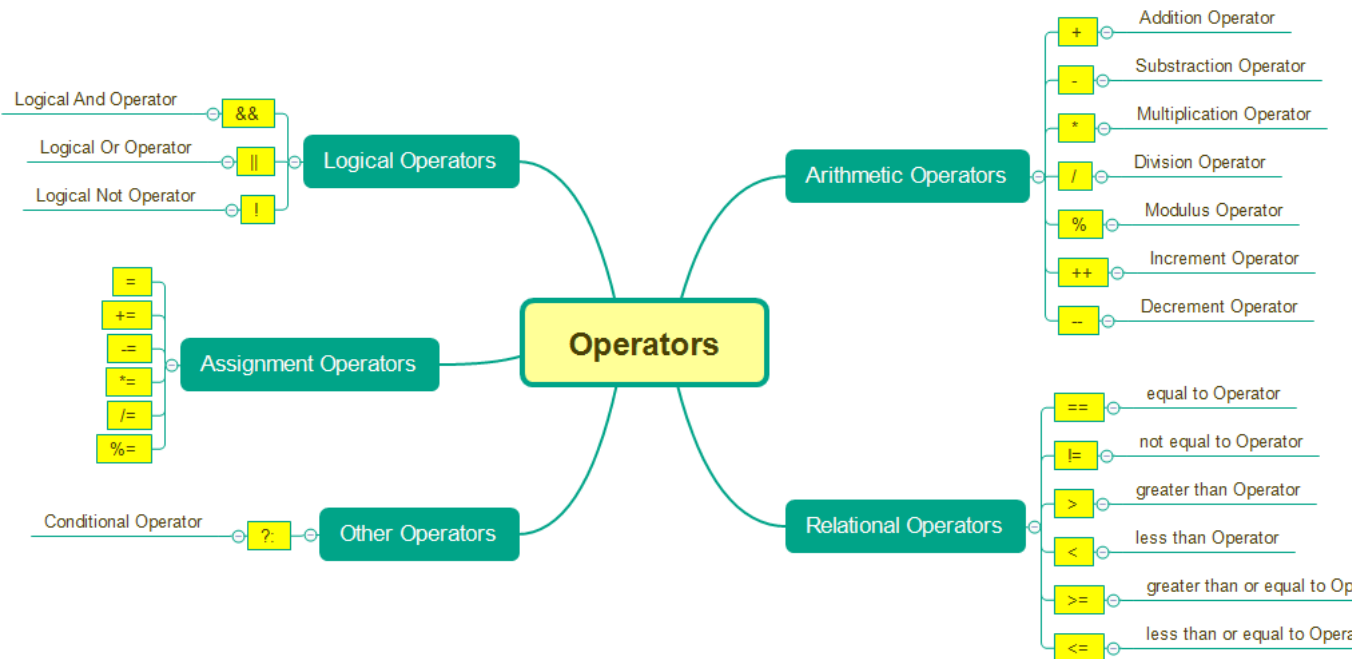 Operators
Logical Operators
&&
Logical And Operator
||
Logical Or Operator
!
Logical Not Operator
Assignment Operators
=
+=
-=
*=
/=
%=
Other Operators
?:
Conditional Operator
Arithmetic Operators
+
Addition Operator
-
Substraction Operator
*
Multiplication Operator
/
Division Operator
%
Modulus Operator
++
Increment Operator
--
Decrement Operator
Relational Operators
==
equal to Operator
!=
not equal to Operator
>
greater than Operator
<
less than Operator
>=
greater than or equal to
<=
less than or equal to